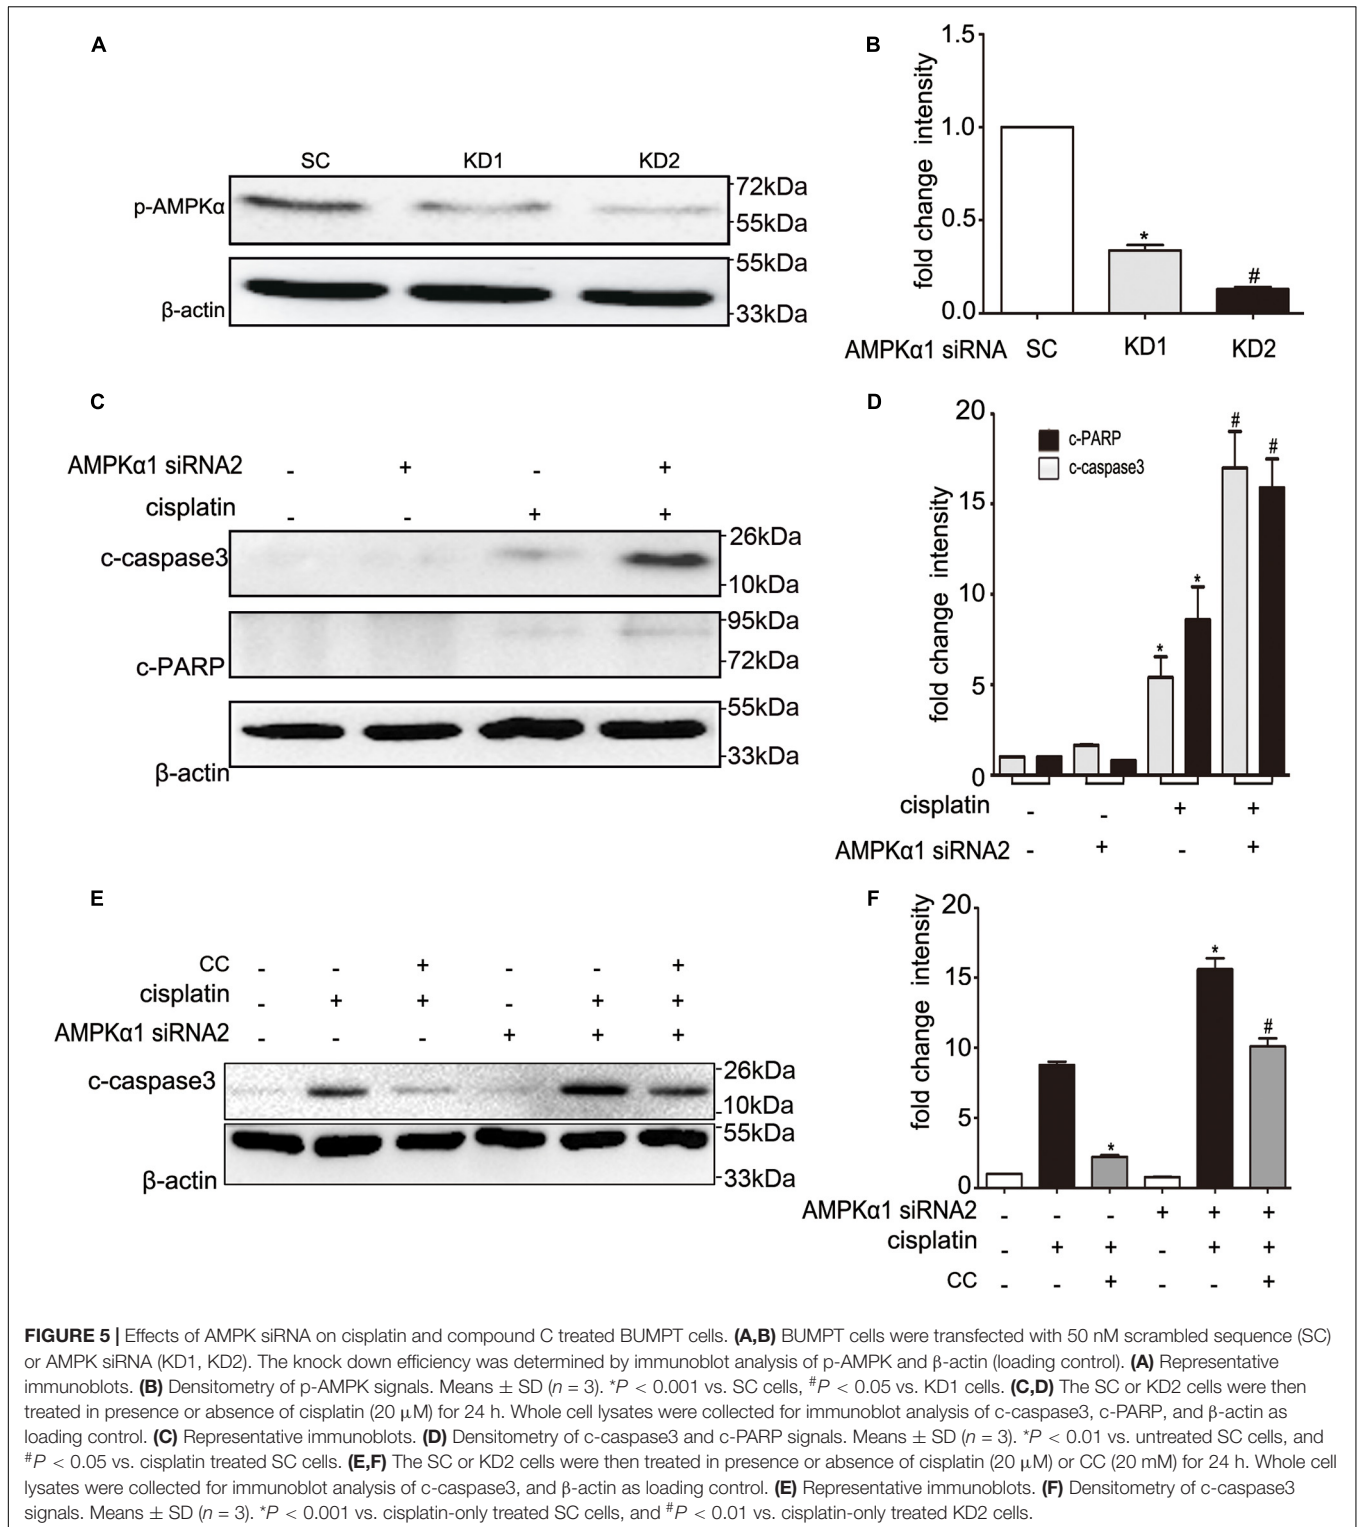 A
SC KD1 KD2
p-AMPKα
72kDa
55kDa
β-actin
55kDa
33kDa
B
fold change intensity
1.5
1.0
0.5
0.0
*
#
AMPKα1 siRNA SC KD1 KD2
C
AMPKα1 siRNA2 - + - +
cisplatin - - + +
c-caspase3
26kDa
10kDa
c-PARP
95kDa
72kDa
β-actin
55kDa
33kDa
D
fold change intensity
20
15
10
5
0
c-PARP
c-caspase3
* * # #
cisplatin - - + +
AMPKα1 siRNA2 - + - +
E
CC - - + - - +
cisplatin - + + - + +
AMPKα1 siRNA2 - - - + + +
c-caspase3
26kDa
10kDa
β-actin
55kDa
33kDa
F
fold change intensity
20
15
10
5
0
* * #
AMPKα1 siRNA2 - - - + + +
cisplatin - + + - + +
CC - - + - - +
FIGURE 5 | Effects of AMPK siRNA on cisplatin and compound C treated BUMPT cells. (A,B) BUMPT cells were transfected with 50 nM scrambled sequence (SC)
or AMPK siRNA (KD1, KD2). The knock down efficiency was determined by immunoblot analysis of p-AMPK and β-actin (loading control). (A) Representative
immunoblots. (B) Densitometry of p-AMPK signals. Means ± SD (n = 3). *P < 0.001 vs. SC cells, #P < 0.05 vs. KD1 cells. (C,D) The SC or KD2 cells were then
treated in presence or absence of cisplatin (20 μM) for 24 h. Whole cell lysates were collected for immunoblot analysis of c-caspase3, c-PARP, and β-actin as
loading control. (C) Representative immunoblots. (D) Densitometry of c-caspase3 and c-PARP signals. Means ± SD (n = 3). *P < 0.01 vs. untreated SC cells, and
#P < 0.05 vs. cisplatin treated SC cells. (E,F) The SC or KD2 cells were then treated in presence or absence of cisplatin (20 μM) or CC (20 mM) for 24 h. Whole cell
lysates were collected for immunoblot analysis of c-caspase3, and β-actin as loading control. (E) Representative immunoblots. (F) Densitometry of c-caspase3
signals. Means ± SD (n = 3). *P < 0.001 vs. cisplatin-only treated SC cells, and #P < 0.01 vs. cisplatin-only treated KD2 cells.